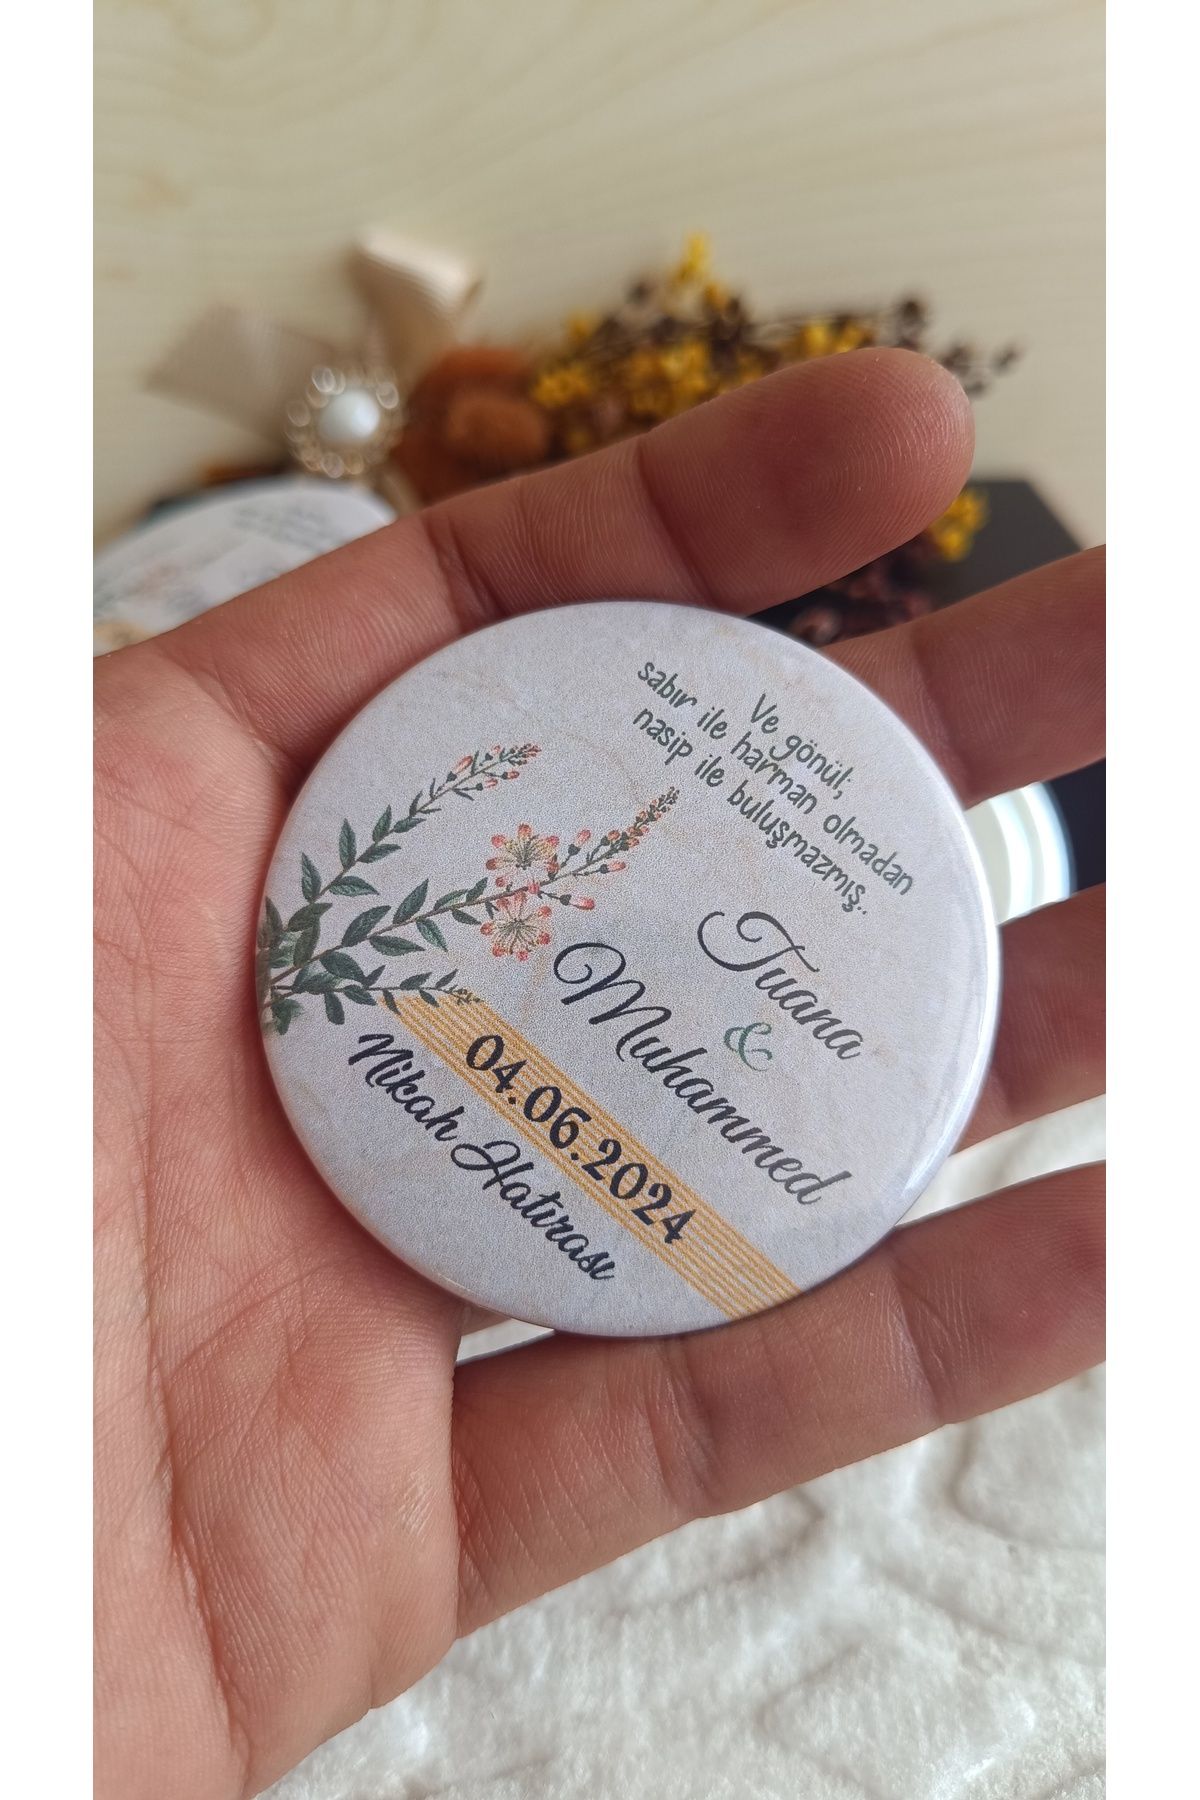 Ve gönül;
sabır ile harman olmadan
nasip ile buluşmazmış..
Tuana
&
Muhammed
04.06.2024
Nikah Hatırası